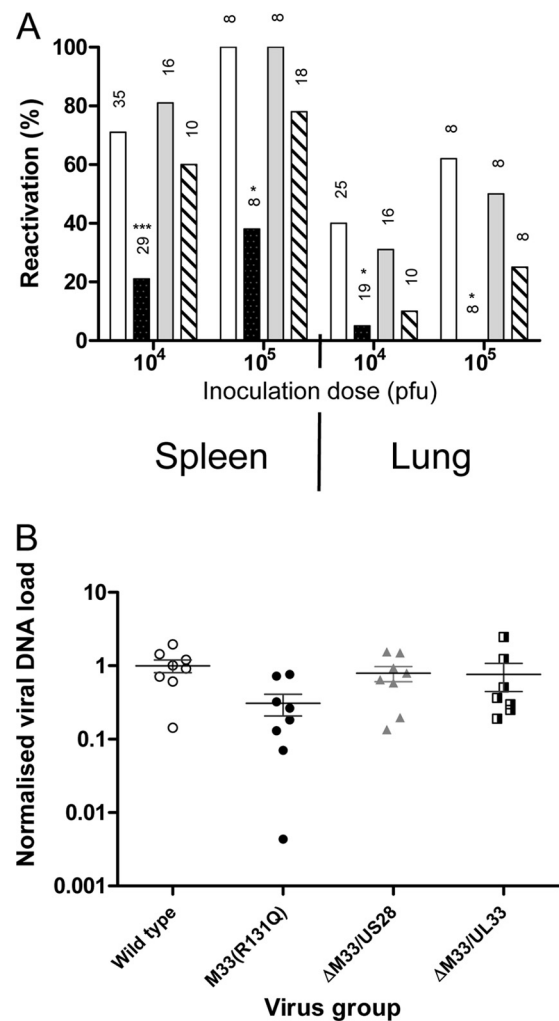 A
Reactivation (%)
100
80
60
40
20
0
35
***
29
16
10
8
*
8
8
18
25
*
19
16
10
8
*
8
8
8
10⁴
10⁵
10⁴
10⁵
Inoculation dose (pfu)
Spleen
Lung
B
Normalised viral DNA load
10
1
0.1
0.01
0.001
Wild type
M33(R131Q)
ΔM33/US28
ΔM33/UL33
Virus group